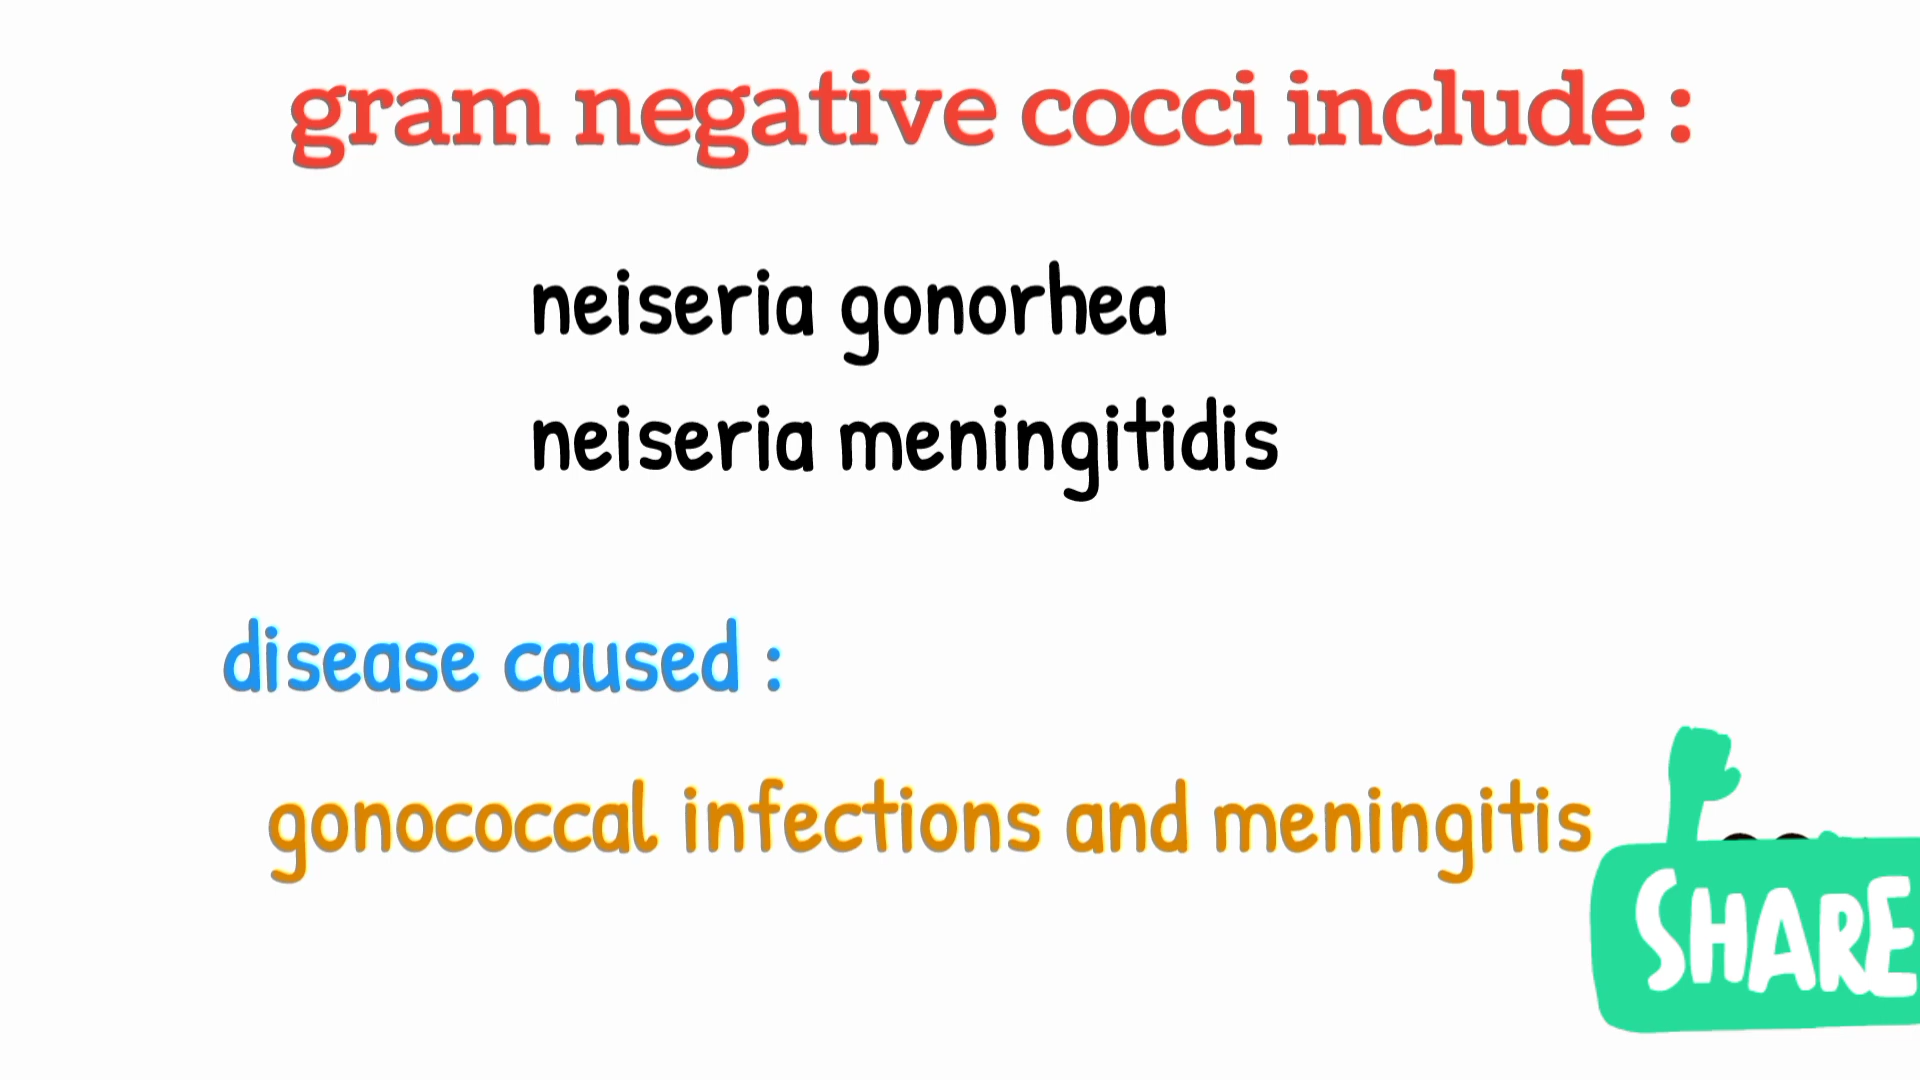 gram negative cocci include :
neiseria gonorhea
neiseria meningitidis
disease caused :
gonococcal infections and meningitis
SHARE